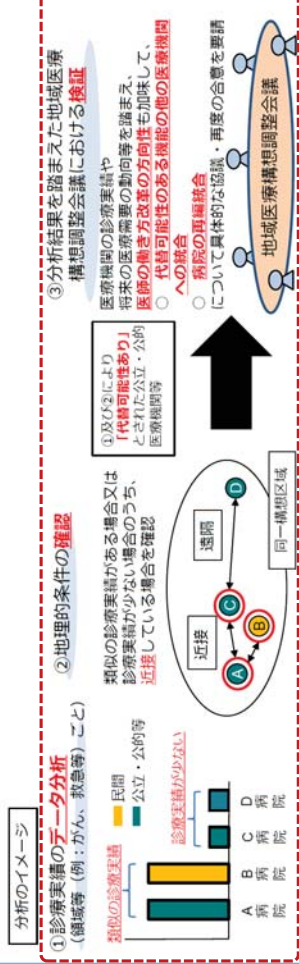 分析のイメージ
①診療実績のデータ分析
（領域等（例：がん、救急等）ごと）
類似の診療実績
民間
公立・公的等
診療実績が少ない
A病院
B病院
C病院
D病院
②地理的条件の確認
類似の診療実績がある場合又は
診療実績が少ない場合のうち、
近接している場合を確認
近接
遠隔
A
B
C
D
同一構想区域
①及び②により
「代替可能性あり」
とされた公立・公的
医療機関等
③分析結果を踏まえた地域医療
構想調整会議における検証
医療機関の診療実績や
将来の医療需要の動向等を踏まえ、
医師の働き方改革の方向性も加味して、
○ 代替可能性のある機能の他の医療機関
への統合
○ 病院の再編統合
について具体的な協議・再度の合意を要請
地域医療構想調整会議